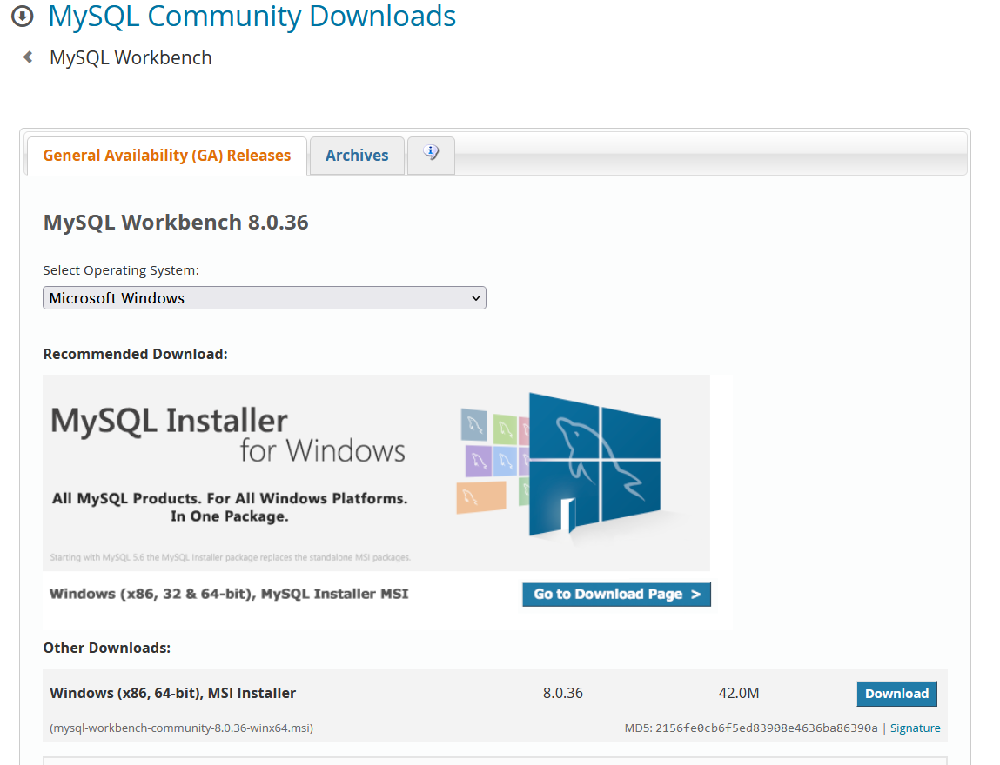 MySQL Community Downloads
MySQL Workbench
General Availability (GA) Releases
Archives
i
MySQL Workbench 8.0.36
Select Operating System:
Microsoft Windows
Recommended Download:
MySQL Installer
for Windows
All MySQL Products. For All Windows Platforms.
In One Package.
Starting with MySQL 5.6 the MySQL Installer package replaces the standalone MSI packages.
Windows (x86, 32 & 64-bit), MySQL Installer MSI
Go to Download Page >
Other Downloads:
Windows (x86, 64-bit), MSI Installer 8.0.36 42.0M Download
(mysql-workbench-community-8.0.36-winx64.msi) MD5: 2156fe0cb6f5ed83908e4636ba86390a | Signature